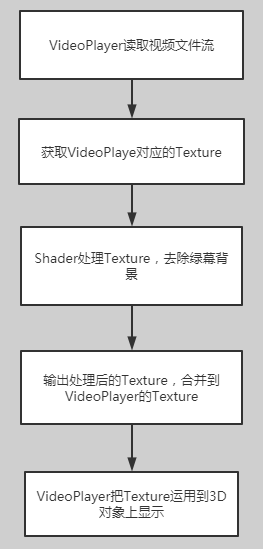 VideoPlayer读取视频文件流
获取VideoPlaye对应的Texture
Shader处理Texture，去除绿幕背
景
输出处理后的Texture，合并到
VideoPlayer的Texture
VideoPlayer把Texture运用到3D
对象上显示